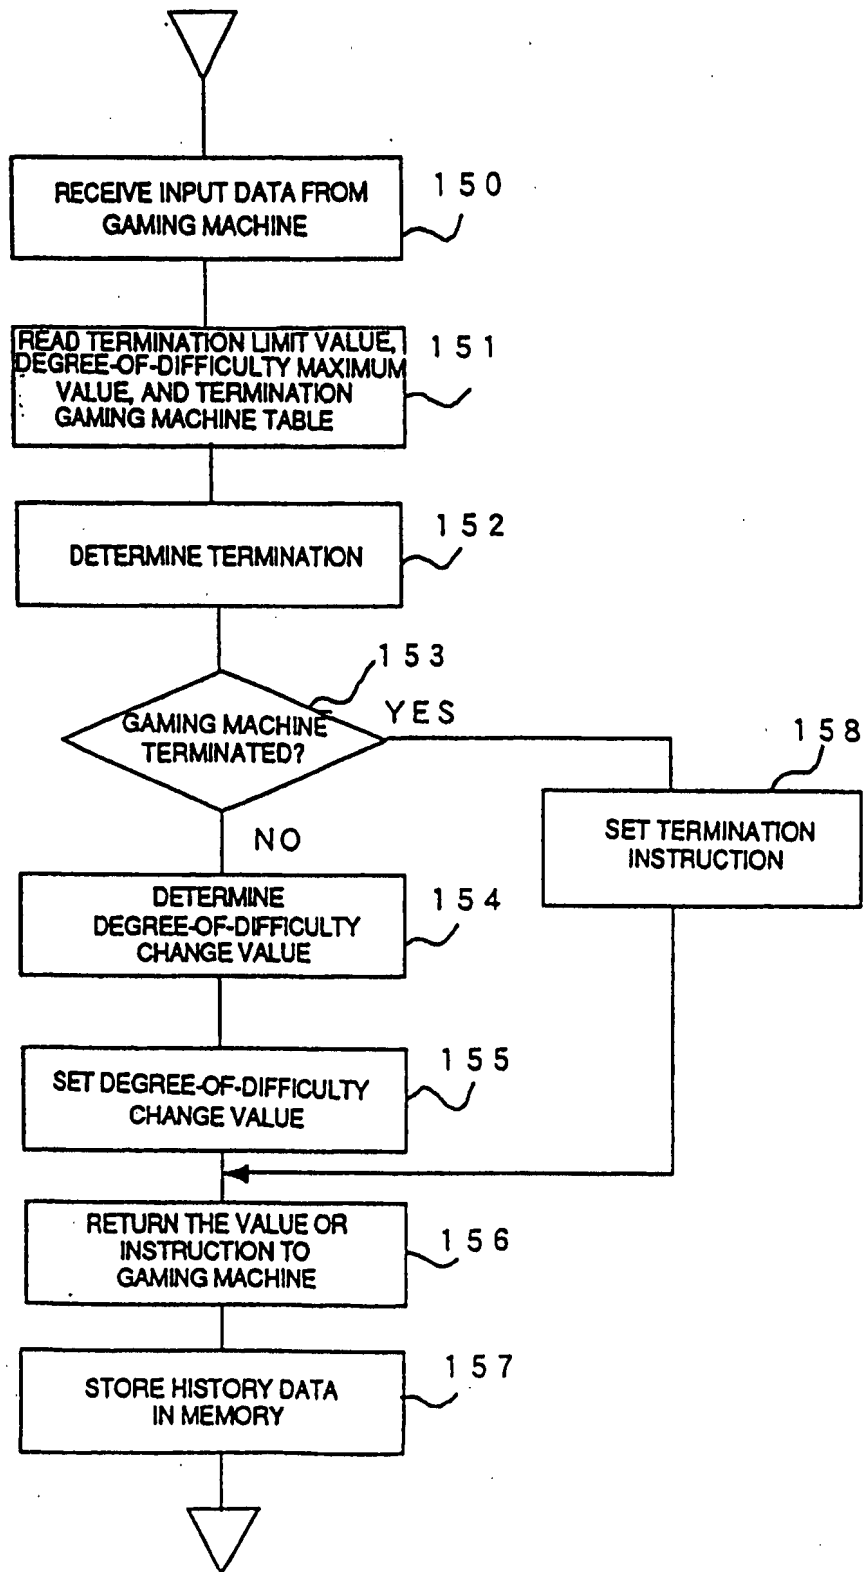 RECEIVE INPUT DATA FROM
GAMING MACHINE
150
READ TERMINATION LIMIT VALUE,
DEGREE-OF-DIFFICULTY MAXIMUM
VALUE, AND TERMINATION
GAMING MACHINE TABLE
151
DETERMINE TERMINATION
152
153
GAMING MACHINE
TERMINATED?
YES
NO
158
SET TERMINATION
INSTRUCTION
DETERMINE
DEGREE-OF-DIFFICULTY
CHANGE VALUE
154
SET DEGREE-OF-DIFFICULTY
CHANGE VALUE
155
RETURN THE VALUE OR
INSTRUCTION TO
GAMING MACHINE
156
STORE HISTORY DATA
IN MEMORY
157